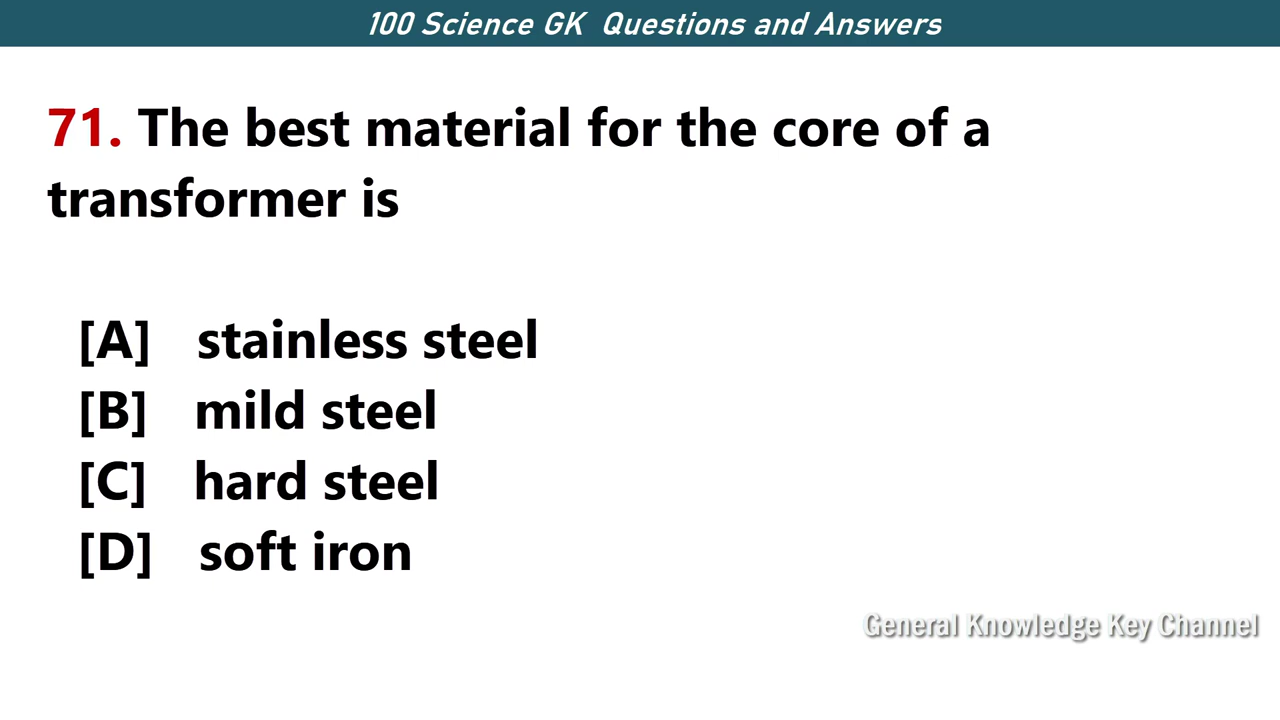 100 Science GK Questions and Answers
71. The best material for the core of a
transformer is
[A] stainless steel
[B] mild steel
[C] hard steel
[D] soft iron
General Knowledge Key Channel